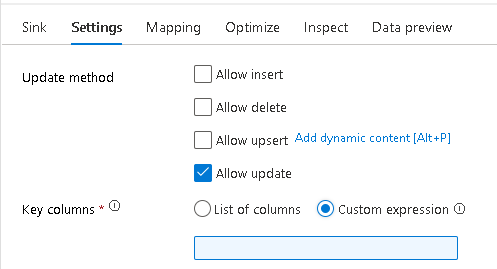 Sink Settings Mapping Optimize Inspect Data preview
Update method Allow insert
Allow delete
Allow upsert Add dynamic content [Alt+P]
Allow update
Key columns * List of columns Custom expression